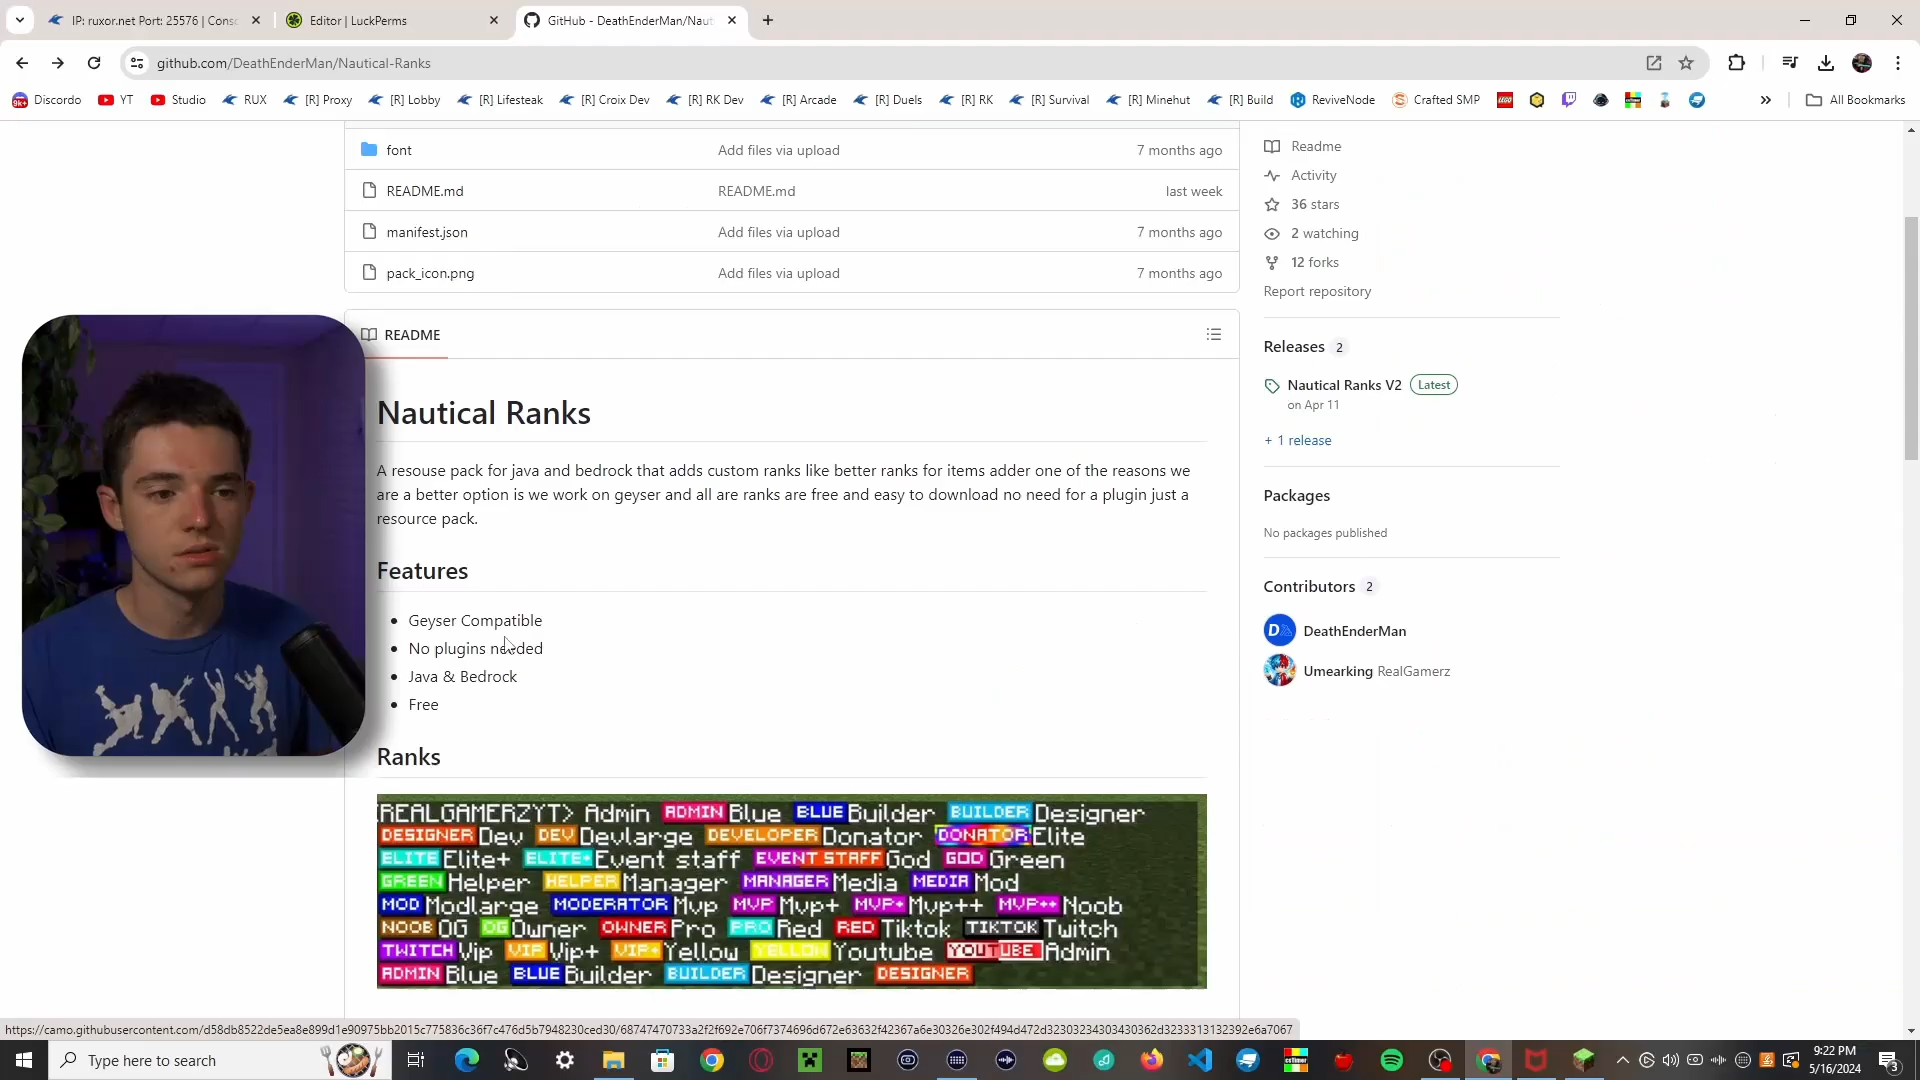 IP: ruxor.net Port: 25576 | Cons
Editor | LuckPerms
GitHub - DeathEnderMan/Naut
github.com/DeathEnderMan/Nautical-Ranks
Discordo
YT
Studio
RUX
[R] Proxy
[R] Lobby
[R] Lifesteak
[R] Croix Dev
[R] RK Dev
[R] Arcade
[R] Duels
[R] RK
[R] Survival
[R] Minehut
[R] Build
ReviveNode
Crafted SMP
All Bookmarks
font Add files via upload 7 months ago
README.md README.md last week
manifest.json Add files via upload 7 months ago
pack_icon.png Add files via upload 7 months ago
README
Nautical Ranks
A resouse pack for java and bedrock that adds custom ranks like better ranks for items adder one of the reasons we
are a better option is we work on geyser and all are ranks are free and easy to download no need for a plugin just a
resource pack.
Features
Geyser Compatible
No plugins needed
Java & Bedrock
Free
Ranks
REALGAMERZYT> Admin ADMIN Blue BLUE Builder BUILDER Designer
DESIGNER Dev DEV Devlarge DEVELOPER Donator DONATOR Elite
ELITE Elite+ ELITE+ Event staff EVENT STAFF God GOD Green
GREEN Helper HELPER Manager MANAGER Media MEDIA Mod
MOD Modlarge MODERATOR Mvp MVP Mvp+ MVP+ Mvp++ MVP++ Noob
NOOB OG OG Owner OWNER Pro PRO Red RED Tiktok TIKTOK Twitch
TWITCH Vip VIP Vip+ VIP+ Yellow YELLOW Youtube YOUTUBE Admin
ADMIN Blue BLUE Builder BUILDER Designer DESIGNER
Readme
Activity
36 stars
2 watching
12 forks
Report repository
Releases 2
Nautical Ranks V2 Latest
on Apr 11
+ 1 release
Packages
No packages published
Contributors 2
DeathEnderMan
Umearking RealGamerz
Type here to search
9:22 PM
5/16/2024
3